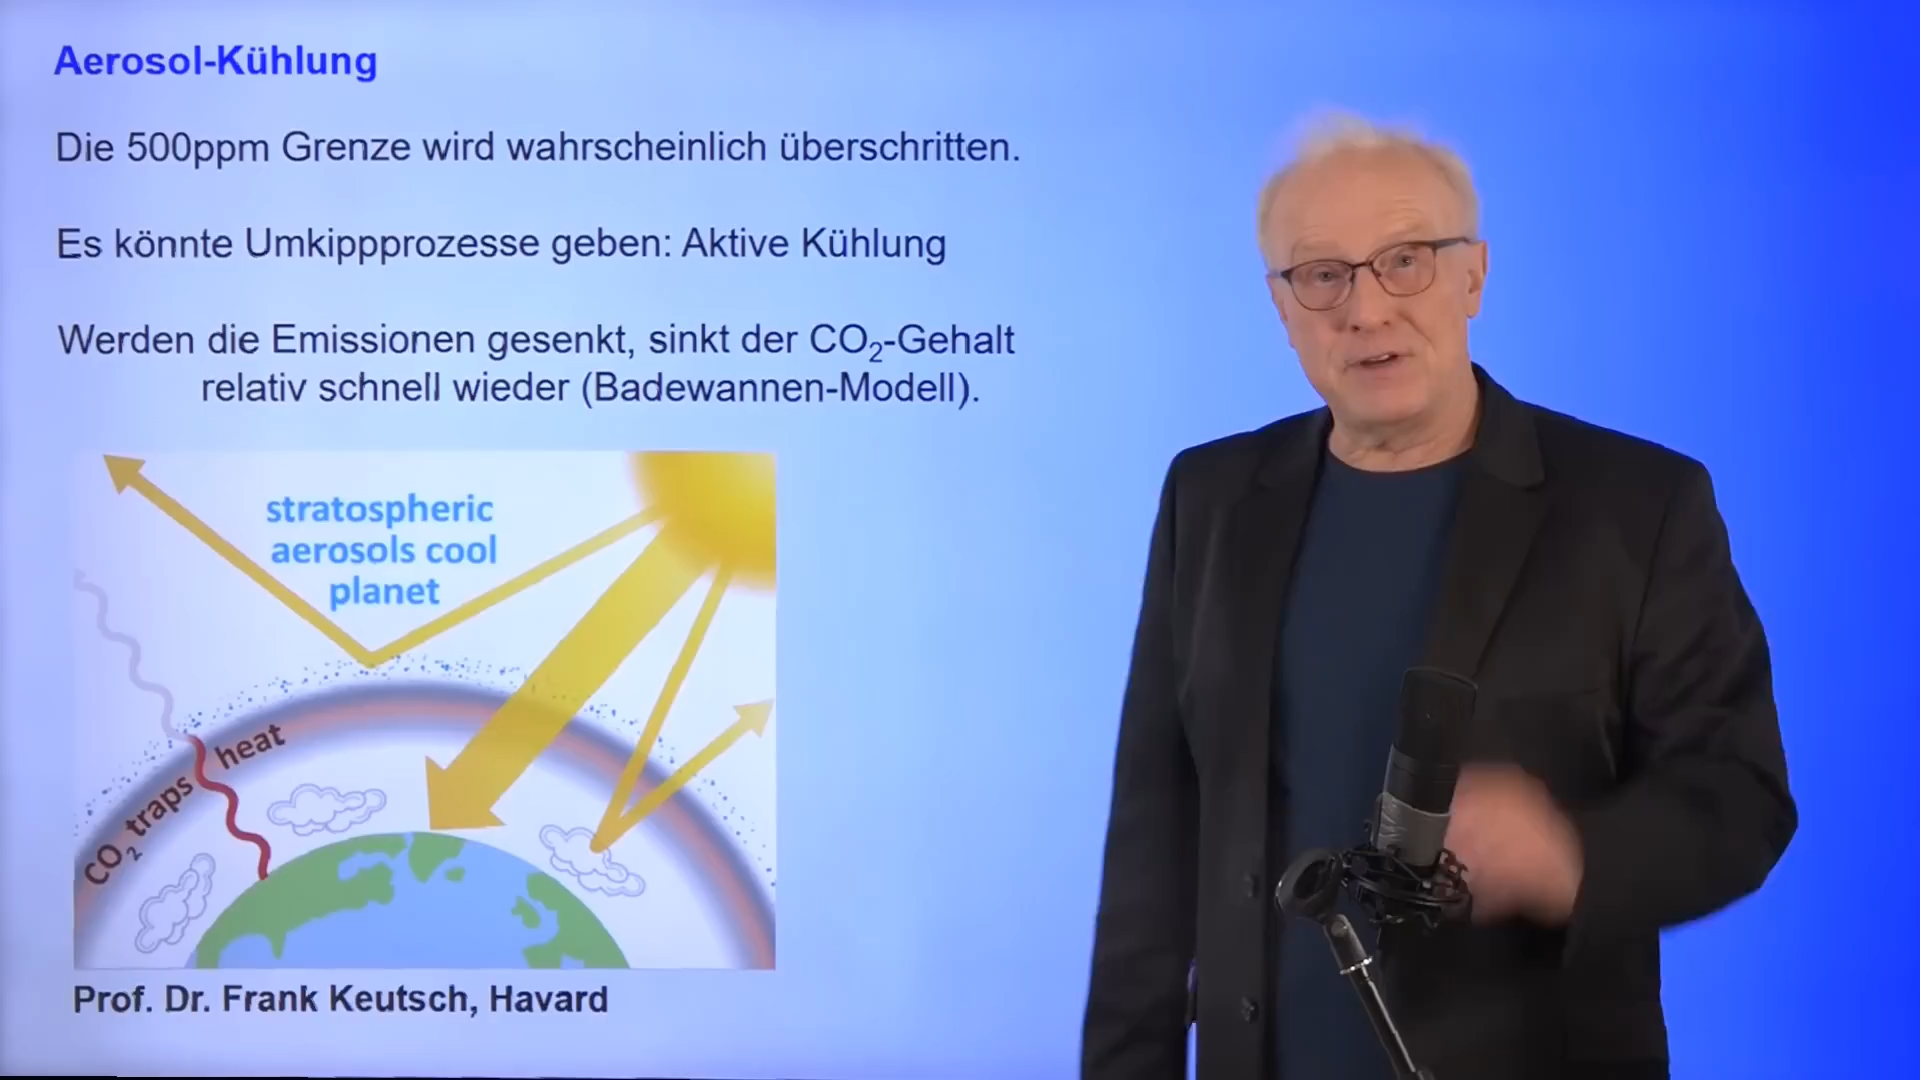 Aerosol-Kühlung
Die 500ppm Grenze wird wahrscheinlich überschritten.
Es könnte Umkippprozesse geben: Aktive Kühlung
Werden die Emissionen gesenkt, sinkt der CO₂-Gehalt
relativ schnell wieder (Badewannen-Modell).
stratospheric
aerosols cool
planet
CO₂ traps heat
Prof. Dr. Frank Keutsch, Havard